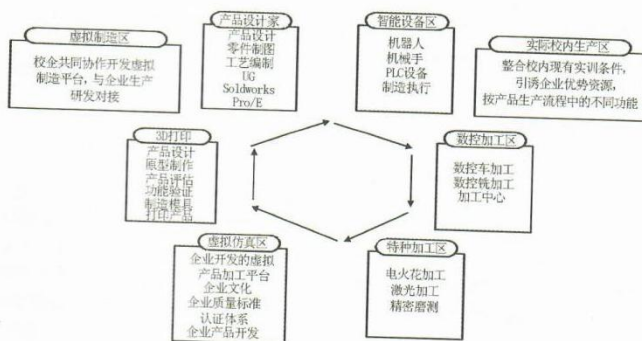 虚拟制造区
校企共同协作开发虚拟
制造平台，与企业生产
研发对接
产品设计家
产品设计
零件制图
工艺编制
UG
Soldworks
Pro/E
智能设备区
机器人
机械手
PLC设备
制造执行
实际校内生产区
整合校内现有实训条件，
引诱企业优势资源，
按产品生产流程中的不同功能
3D打印
产品设计
原型制作
产品评估
功能验证
制造模具
打印产品
数控加工区
数控车加工
数控铣加工
加工中心
虚拟仿真区
企业开发的虚拟
产品加工平台
企业文化
企业质量标准
认证体系
企业产品开发
特种加工区
电火花加工
激光加工
精密磨测